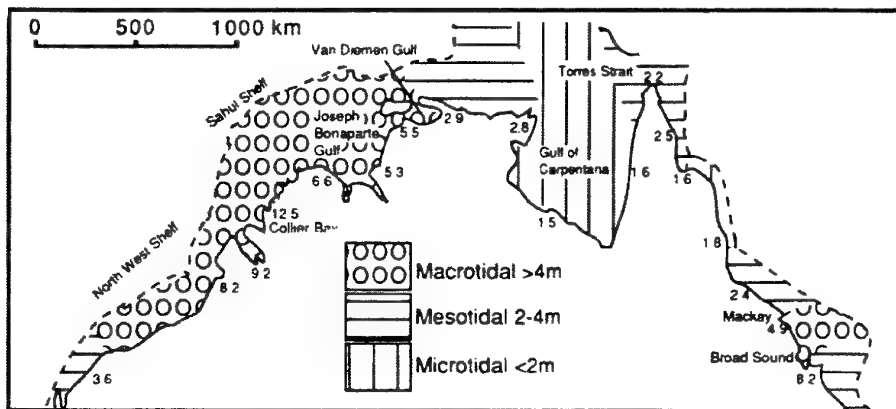 0 500 1000 km
Van Diemen Gulf
Torres Strait
2 2
Sahul Shelf
Joseph
Bonaparte
Gulf
5 5
2 9
2 8
2 5
Gulf of
Carpentaria
5 3
6 6
1 6
1 6
12 5
Collier Bay
1 5
1 8
North West Shelf
9 2
8 2
Macrotidal >4m
2 4
Mackay
4 9
Mesotidal 2-4m
Broad Sound
8 2
3 6
Microtidal <2m